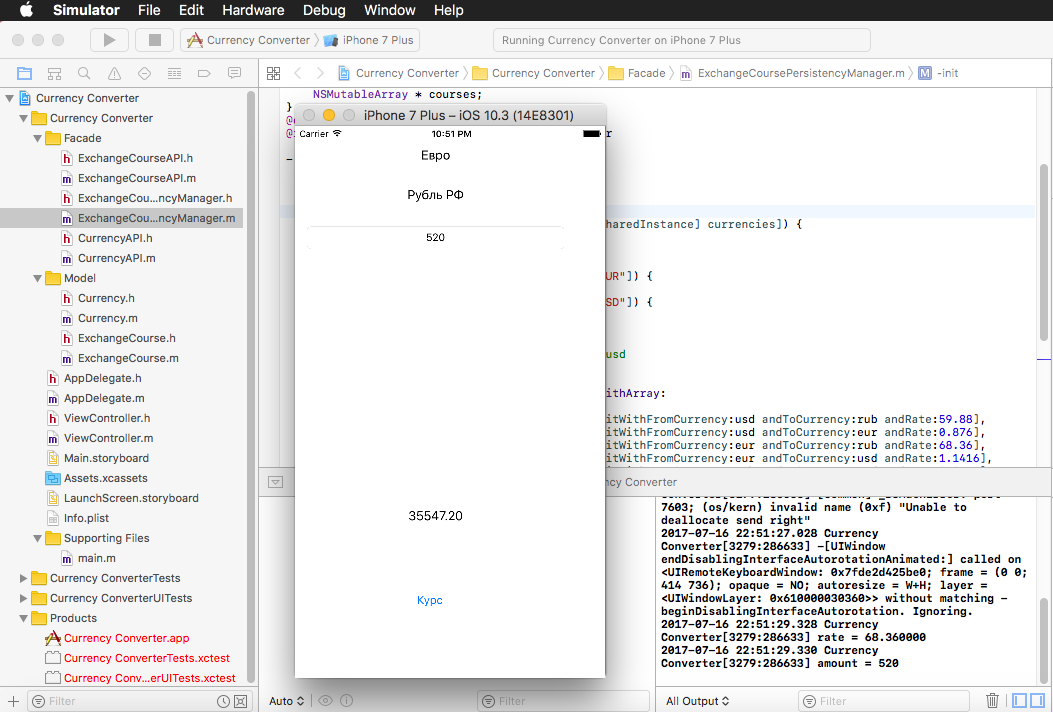 Simulator File Edit Hardware Debug Window Help
Currency Converter iPhone 7 Plus
Running Currency Converter on iPhone 7 Plus
Currency Converter Currency Converter Facade ExchangeCoursePersistencyManager.m M -init
Currency Converter
Currency Converter
Facade
h ExchangeCourseAPI.h
m ExchangeCourseAPI.m
h ExchangeCou...ncyManager.h
m ExchangeCou...ncyManager.m
h CurrencyAPI.h
m CurrencyAPI.m
Model
h Currency.h
m Currency.m
h ExchangeCourse.h
m ExchangeCourse.m
h AppDelegate.h
m AppDelegate.m
h ViewController.h
m ViewController.m
Main.storyboard
Assets.xcassets
LaunchScreen.storyboard
Info.plist
Supporting Files
m main.m
Currency ConverterTests
Currency ConverterUITests
Products
Currency Converter.app
Currency ConverterTests.xctest
Currency Conv...erUITests.xctest
Filter
NSMutableArray * courses;
}
iPhone 7 Plus – iOS 10.3 (14E8301)
Carrier 10:51 PM
Евро
Рубль РФ
520
35547.20
Курс
haredInstance] currencies]) {
UR"]) {
SD"]) {
usd
ithArray:
itWithFromCurrency:usd andToCurrency:rub andRate:59.88],
itWithFromCurrency:usd andToCurrency:eur andRate:0.876],
itWithFromCurrency:eur andToCurrency:rub andRate:68.36],
itWithFromCurrency:eur andToCurrency:usd andRate:1.1416],
ncy Converter
7603; (os/kern) invalid name (0xf) "Unable to
deallocate send right"
2017-07-16 22:51:27.028 Currency
Converter[3279:286633] -[UIWindow
endDisablingInterfaceAutorotationAnimated:] called on
<UIRemoteKeyboardWindow: 0x7fde2d425be0; frame = (0 0;
414 736); opaque = NO; autoresize = W+H; layer =
<UIWindowLayer: 0x610000030360>> without matching -
beginDisablingInterfaceAutorotation. Ignoring.
2017-07-16 22:51:29.328 Currency
Converter[3279:286633] rate = 68.360000
2017-07-16 22:51:29.330 Currency
Converter[3279:286633] amount = 520
Auto Filter All Output Filter